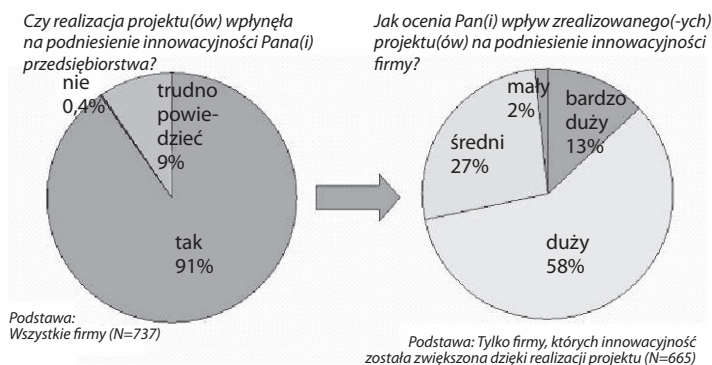 Czy realizacja projektu(ów) wpłynęła
na podniesienie innowacyjności Pana(i)
przedsiębiorstwa?
nie
0,4%
trudno
powie-
dzieć
9%
tak
91%
Podstawa:
Wszystkie firmy (N=737)
Jak ocenia Pan(i) wpływ zrealizowanego(-ych)
projektu(ów) na podniesienie innowacyjności
firmy?
mały
2%
bardzo
duży
13%
średni
27%
duży
58%
Podstawa: Tylko firmy, których innowacyjność
została zwiększona dzięki realizacji projektu (N=665)